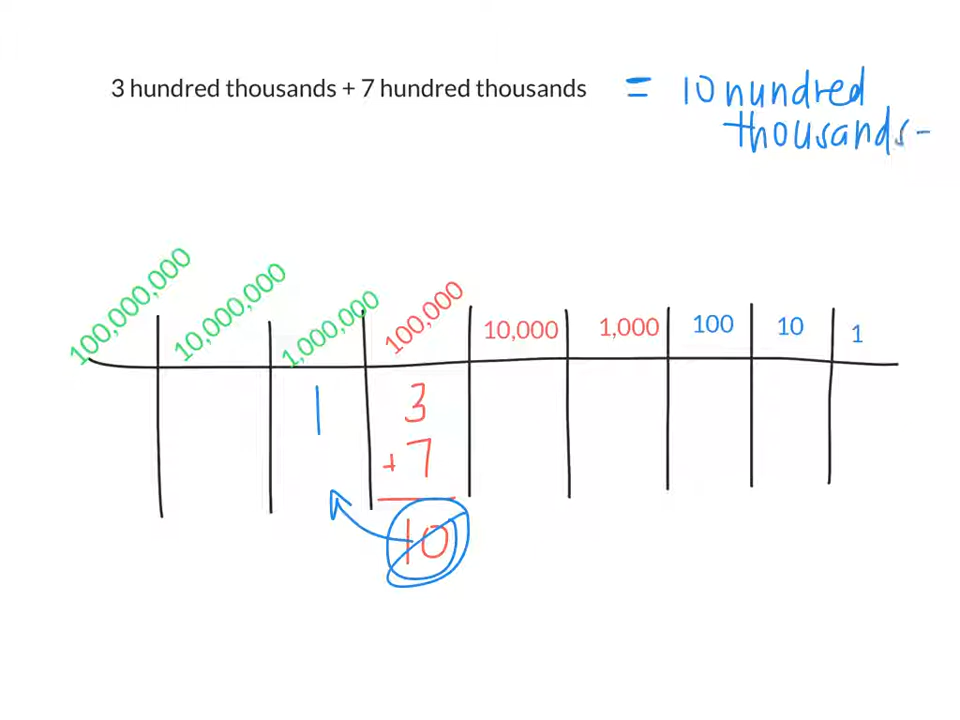 3 hundred thousands + 7 hundred thousands = 10 nundred
thousands -
100,000,000 10,000,000 1,000,000 100,000 10,000 1,000 100 10 1
1 3
+ 7
10